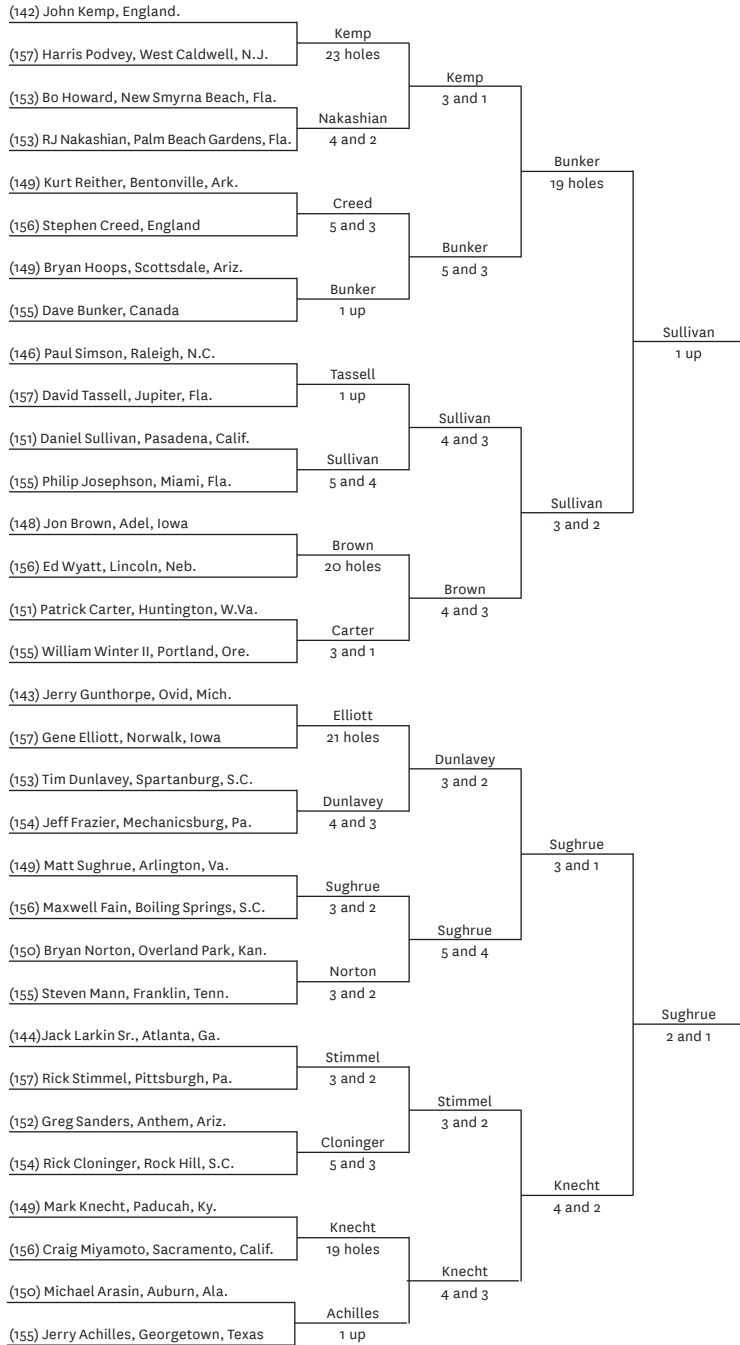 (142) John Kemp, England.
Kemp
(157) Harris Podvey, West Caldwell, N.J.
23 holes
Kemp
(153) Bo Howard, New Smyrna Beach, Fla.
3 and 1
Nakashian
(153) RJ Nakashian, Palm Beach Gardens, Fla.
4 and 2
Bunker
19 holes
(149) Kurt Reither, Bentonville, Ark.
Creed
(156) Stephen Creed, England
5 and 3
Bunker
(149) Bryan Hoops, Scottsdale, Ariz.
5 and 3
Bunker
(155) Dave Bunker, Canada
1 up
Sullivan
1 up
(146) Paul Simson, Raleigh, N.C.
Tassell
(157) David Tassell, Jupiter, Fla.
1 up
Sullivan
(151) Daniel Sullivan, Pasadena, Calif.
4 and 3
Sullivan
(155) Philip Josephson, Miami, Fla.
5 and 4
Sullivan
3 and 2
(148) Jon Brown, Adel, Iowa
Brown
(156) Ed Wyatt, Lincoln, Neb.
20 holes
Brown
(151) Patrick Carter, Huntington, W.Va.
4 and 3
Carter
(155) William Winter II, Portland, Ore.
3 and 1
(143) Jerry Gunthorpe, Ovid, Mich.
Elliott
(157) Gene Elliott, Norwalk, Iowa
21 holes
Dunlavey
(153) Tim Dunlavey, Spartanburg, S.C.
3 and 2
Dunlavey
(154) Jeff Frazier, Mechanicsburg, Pa.
4 and 3
Sughrue
3 and 1
(149) Matt Sughrue, Arlington, Va.
Sughrue
(156) Maxwell Fain, Boiling Springs, S.C.
3 and 2
Sughrue
(150) Bryan Norton, Overland Park, Kan.
5 and 4
Norton
(155) Steven Mann, Franklin, Tenn.
3 and 2
Sughrue
2 and 1
(144)Jack Larkin Sr., Atlanta, Ga.
Stimmel
(157) Rick Stimmel, Pittsburgh, Pa.
3 and 2
Stimmel
(152) Greg Sanders, Anthem, Ariz.
3 and 2
Cloninger
(154) Rick Cloninger, Rock Hill, S.C.
5 and 3
Knecht
4 and 2
(149) Mark Knecht, Paducah, Ky.
Knecht
(156) Craig Miyamoto, Sacramento, Calif.
19 holes
Knecht
(150) Michael Arasin, Auburn, Ala.
4 and 3
Achilles
(155) Jerry Achilles, Georgetown, Texas
1 up